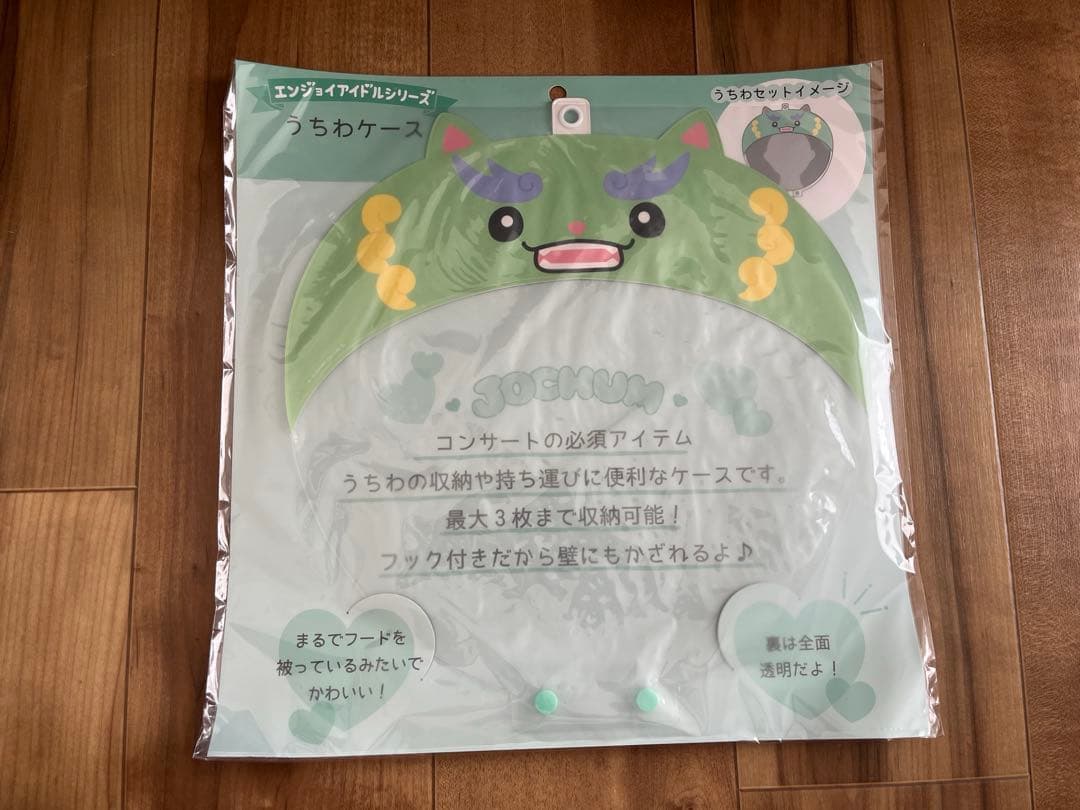 エンジョイアイドルシリーズ
うちわケース
うちわセットイメージ
JOCHUM
コンサートの必須アイテム
うちわの収納や持ち運びに便利なケースです。
最大3枚まで収納可能！
フック付きだから壁にもかざれるよ♪
まるでフードを
被っているみたいで
かわいい！
裏は全面
透明だよ！